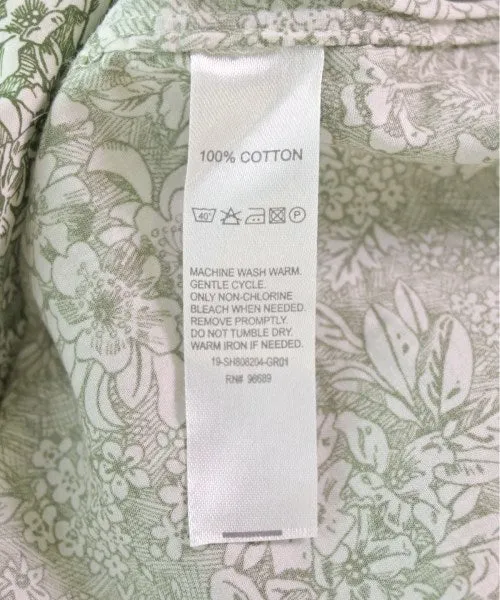 100% COTTON
40° P
MACHINE WASH WARM.
GENTLE CYCLE.
ONLY NON-CHLORINE
BLEACH WHEN NEEDED.
REMOVE PROMPTLY.
DO NOT TUMBLE DRY.
WARM IRON IF NEEDED.
19-SH808204-GR01
RN# 96689